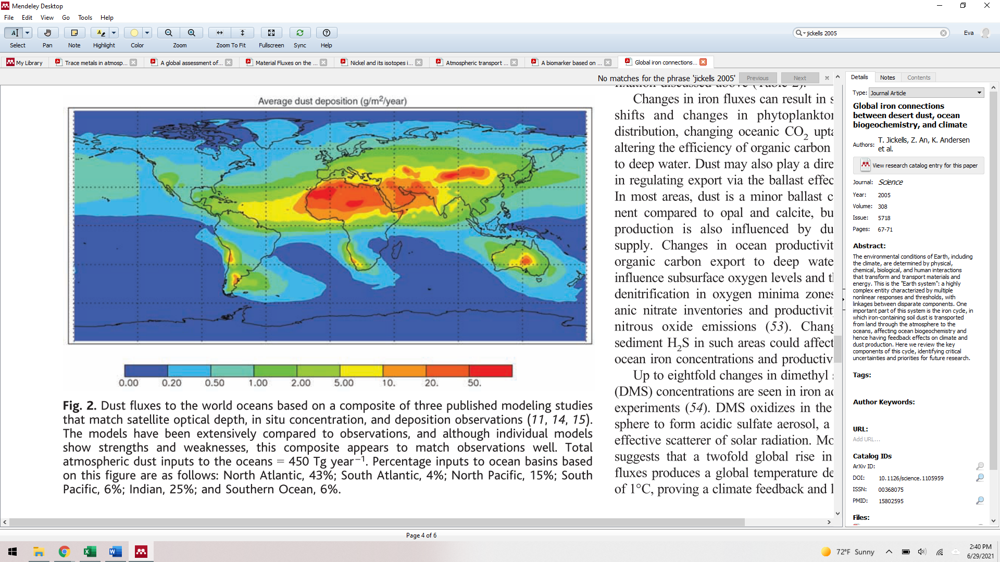 Mendeley Desktop
File Edit View Go Tools Help
Select Pan Note Highlight Color Zoom Zoom To Fit Fullscreen Sync Help
jickells 2005
Eva
My Library Trace metals in atmosp... A global assessment of... Material Fluxes on the ... Nickel and its isotopes i... Atmospheric transport ... A biomarker based on ... Global iron connections...
No matches for the phrase 'jickells 2005' Previous Next
Average dust deposition (g/m²/year)
0.00 0.20 0.50 1.00 2.00 5.00 10. 20. 50.
Fig. 2. Dust fluxes to the world oceans based on a composite of three published modeling studies
that match satellite optical depth, in situ concentration, and deposition observations (11, 14, 15).
The models have been extensively compared to observations, and although individual models
show strengths and weaknesses, this composite appears to match observations well. Total
atmospheric dust inputs to the oceans = 450 Tg year⁻¹. Percentage inputs to ocean basins based
on this figure are as follows: North Atlantic, 43%; South Atlantic, 4%; North Pacific, 15%; South
Pacific, 6%; Indian, 25%; and Southern Ocean, 6%.
Changes in iron fluxes can result in s
shifts and changes in phytoplankton
distribution, changing oceanic CO₂ upta
altering the efficiency of organic carbon
to deep water. Dust may also play a dire
in regulating export via the ballast effec
In most areas, dust is a minor ballast c
nent compared to opal and calcite, bu
production is also influenced by du
supply. Changes in ocean productivit
organic carbon export to deep wate
influence subsurface oxygen levels and t
denitrification in oxygen minima zones
anic nitrate inventories and productivit
nitrous oxide emissions (53). Chang
sediment H₂S in such areas could affect
ocean iron concentrations and productiv
Up to eightfold changes in dimethyl
(DMS) concentrations are seen in iron ad
experiments (54). DMS oxidizes in the
sphere to form acidic sulfate aerosol, a
effective scatterer of solar radiation. Mo
suggests that a twofold global rise in
fluxes produces a global temperature de
of 1°C, proving a climate feedback and l
Details Notes Contents
Type: Journal Article
Global iron connections
between desert dust, ocean
biogeochemistry, and climate
Authors: T. Jickells, Z. An, K. Andersen
et al.
View research catalog entry for this paper
Journal: Science
Year: 2005
Volume: 308
Issue: 5718
Pages: 67-71
Abstract:
The environmental conditions of Earth, including
the climate, are determined by physical,
chemical, biological, and human interactions
that transform and transport materials and
energy. This is the "Earth system": a highly
complex entity characterized by multiple
nonlinear responses and thresholds, with
linkages between disparate components. One
important part of this system is the iron cycle, in
which iron-containing soil dust is transported
from land through the atmosphere to the
oceans, affecting ocean biogeochemistry and
hence having feedback effects on climate and
dust production. Here we review the key
components of this cycle, identifying critical
uncertainties and priorities for future research.
Tags:
Author Keywords:
URL:
Add URL...
Catalog IDs
ArXiv ID:
DOI: 10.1126/science.1105959
ISSN: 00368075
PMID: 15802595
Files:
Page 4 of 6
72°F Sunny
2:40 PM
6/29/2021